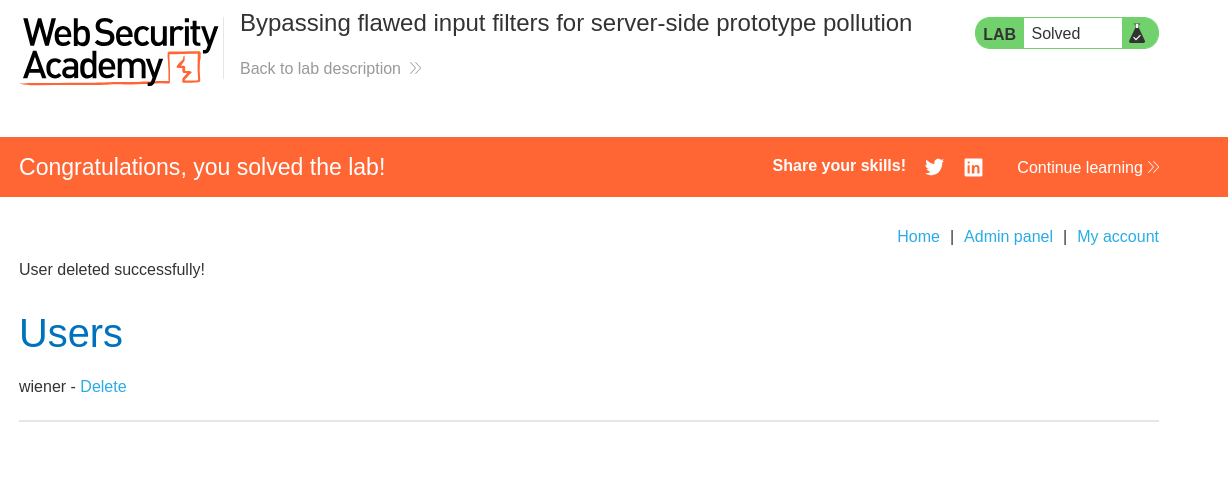 Web Security
Academy
Bypassing flawed input filters for server-side prototype pollution
Back to lab description
LAB Solved
Congratulations, you solved the lab!
Share your skills!
Continue learning
Home | Admin panel | My account
User deleted successfully!
Users
wiener - Delete